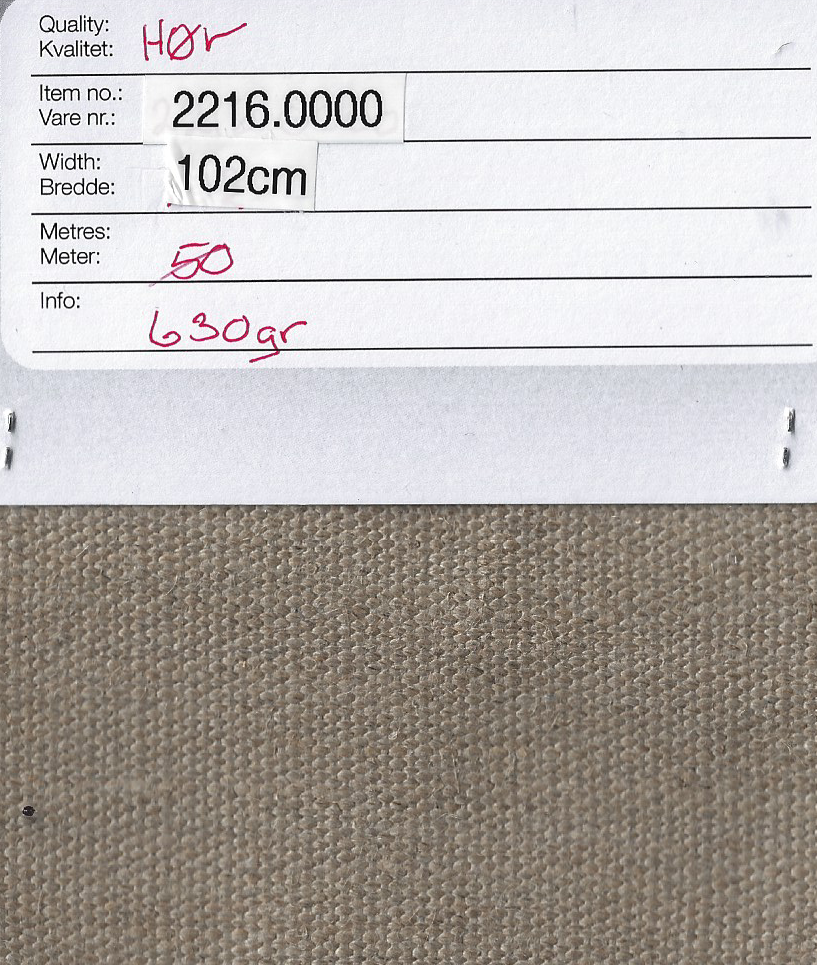 Quality:
Kvalitet: Hør
Item no.:
Vare nr.: 2216.0000
Width:
Bredde: 102cm
Metres:
Meter: 50
Info:
630gr